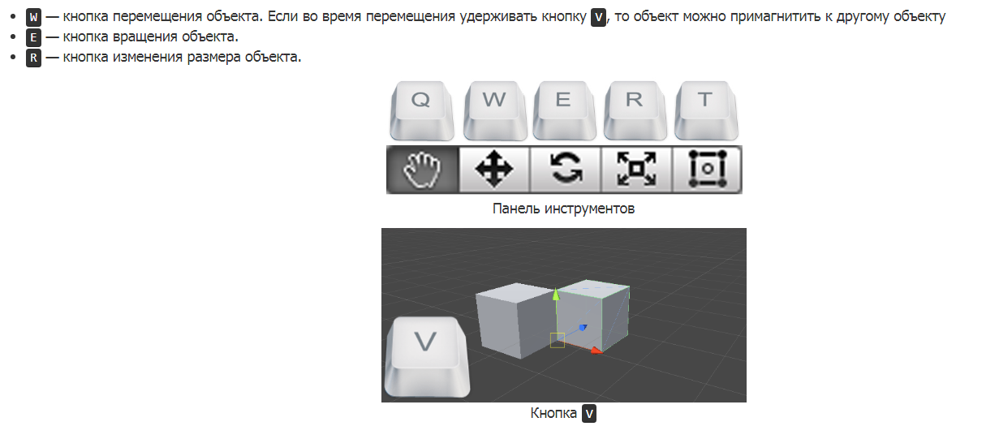 W — кнопка перемещения объекта. Если во время перемещения удерживать кнопку V, то объект можно примагнитить к другому объекту
E — кнопка вращения объекта.
R — кнопка изменения размера объекта.
Q W E R T
Панель инструментов
V
Кнопка V